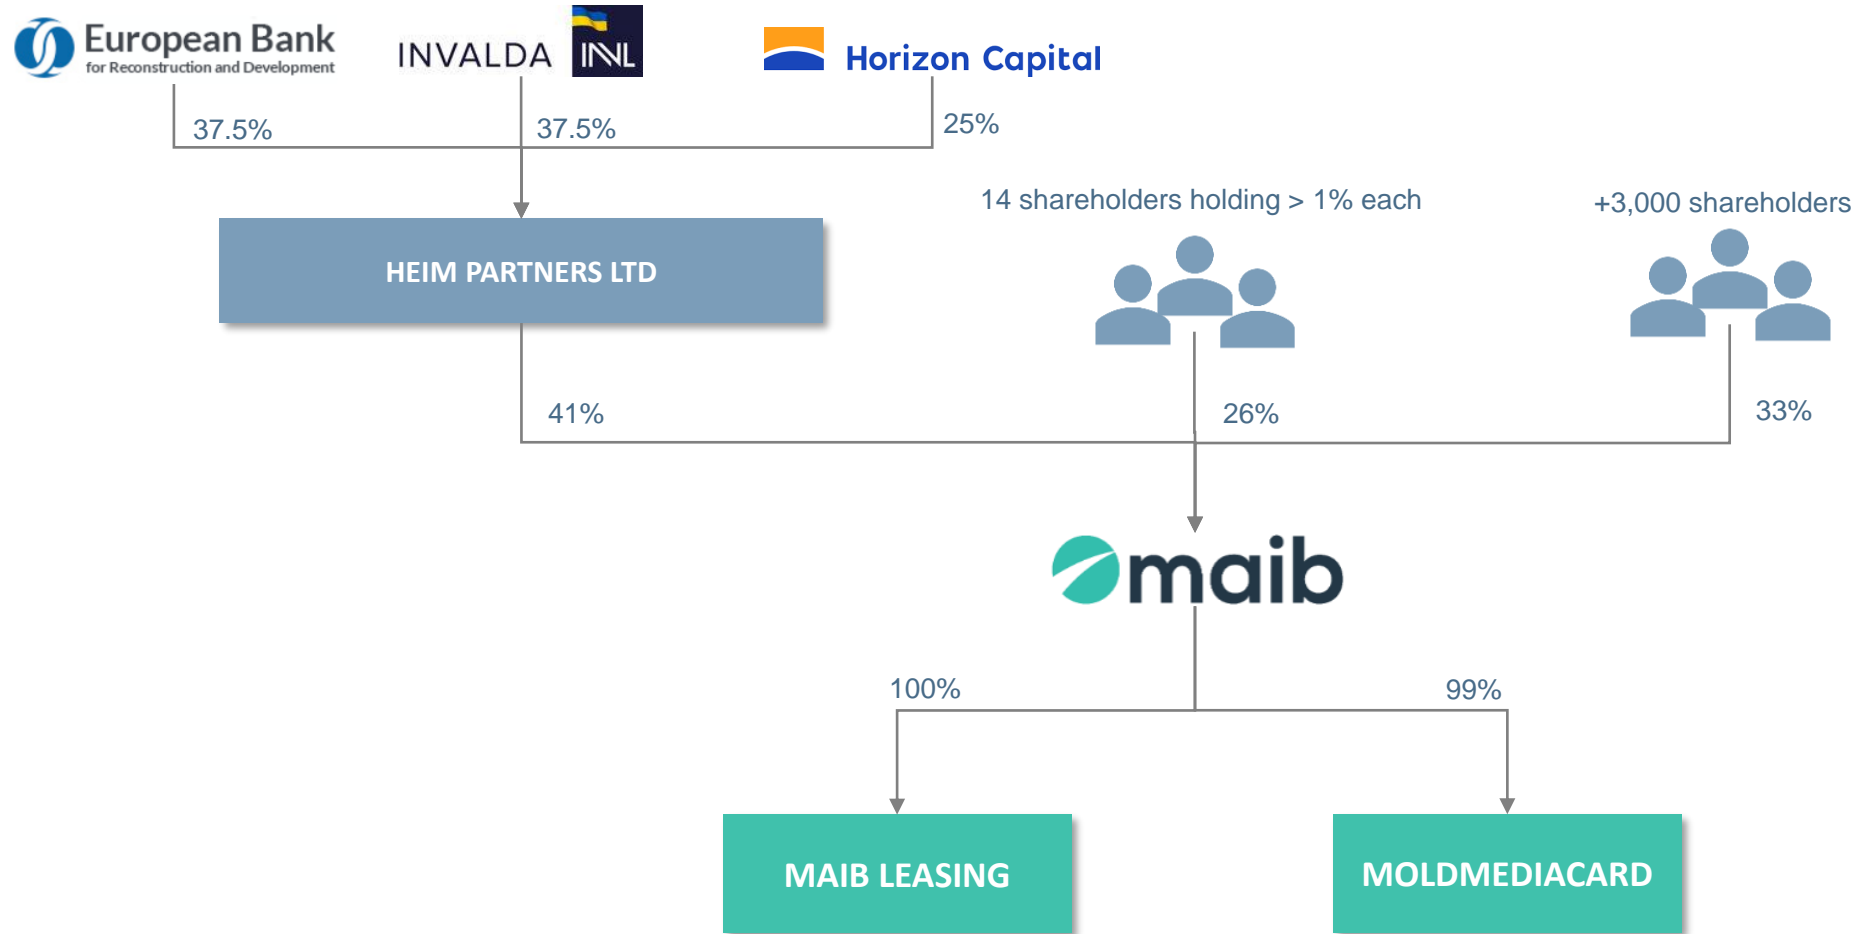 European Bank
for Reconstruction and Development
INVALDA INVL
Horizon Capital
37.5%
37.5%
25%
14 shareholders holding > 1% each
+3,000 shareholders
HEIM PARTNERS LTD
41%
26%
33%
maib
100%
99%
MAIB LEASING
MOLDMEDIACARD